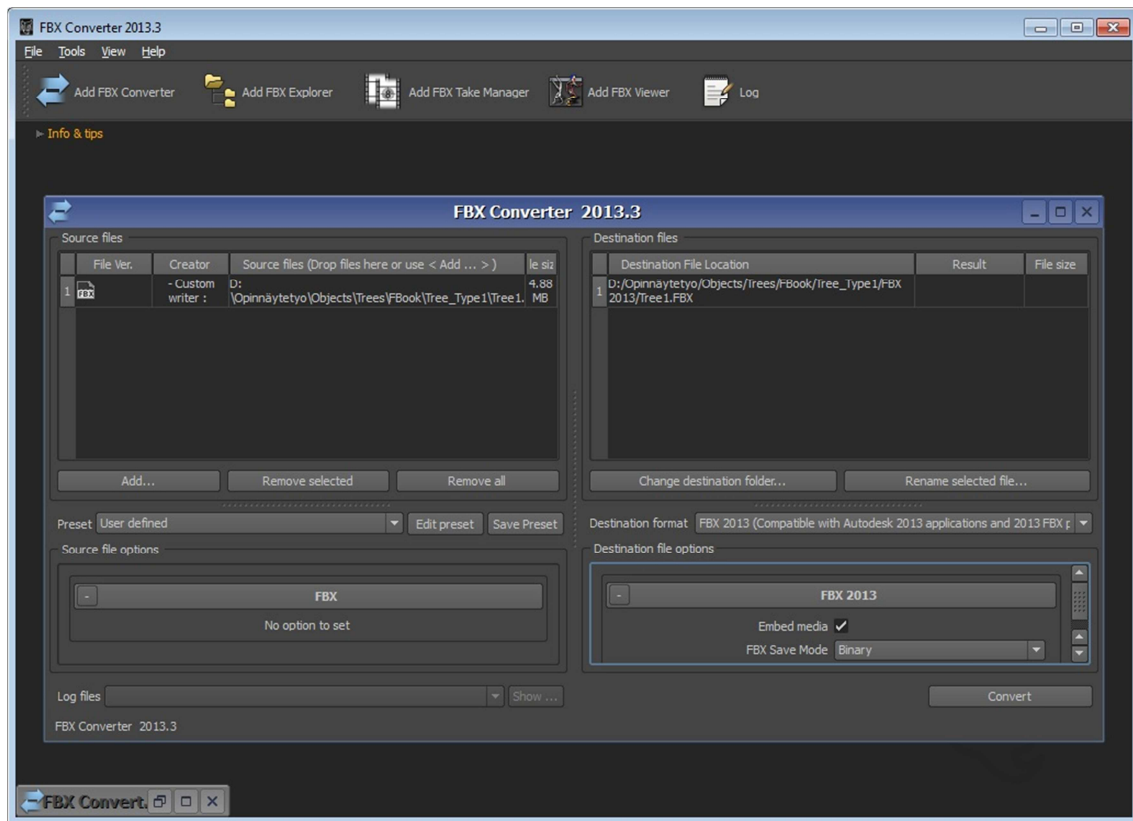 FBX Converter 2013.3
File Tools View Help
Add FBX Converter Add FBX Explorer Add FBX Take Manager Add FBX Viewer Log
Info & tips
FBX Converter 2013.3
Source files
File Ver. Creator Source files (Drop files here or use < Add ... > ) le siz
1 FBX - Custom writer : D:\Opinnäytetyo\Objects\Trees\FBook\Tree_Type1\Tree1. 4.88 MB
Add... Remove selected Remove all
Preset User defined Edit preset Save Preset
Source file options
- FBX
No option to set
Log files Show ...
FBX Converter 2013.3
Destination files
Destination File Location Result File size
1 D:/Opinnäytetyo/Objects/Trees/FBook/Tree_Type1/FBX
2013/Tree1.FBX
Change destination folder... Rename selected file...
Destination format FBX 2013 (Compatible with Autodesk 2013 applications and 2013 FBX p
Destination file options
- FBX 2013
Embed media
FBX Save Mode Binary
Convert
FBX Convert.